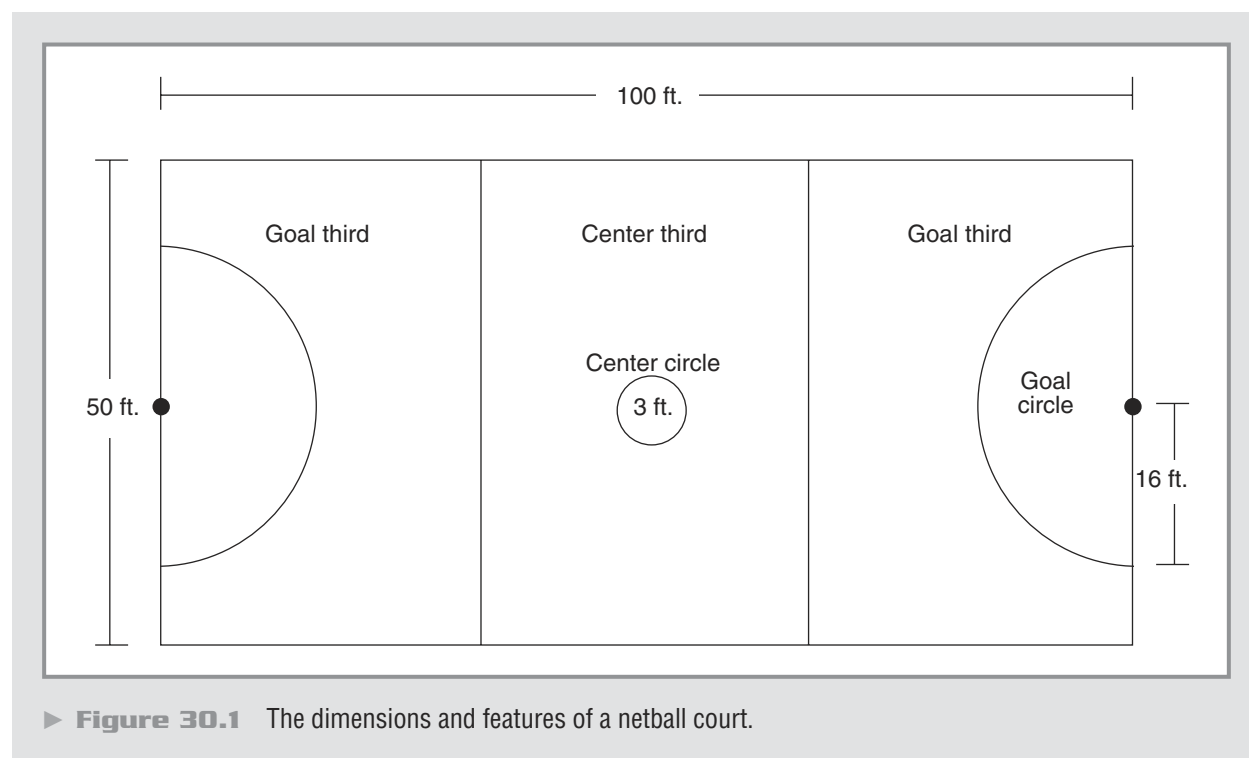 100 ft.
Goal third
Center third
Goal third
Center circle
3 ft.
50 ft.
Goal
circle
16 ft.
▶ Figure 30.1 The dimensions and features of a netball court.